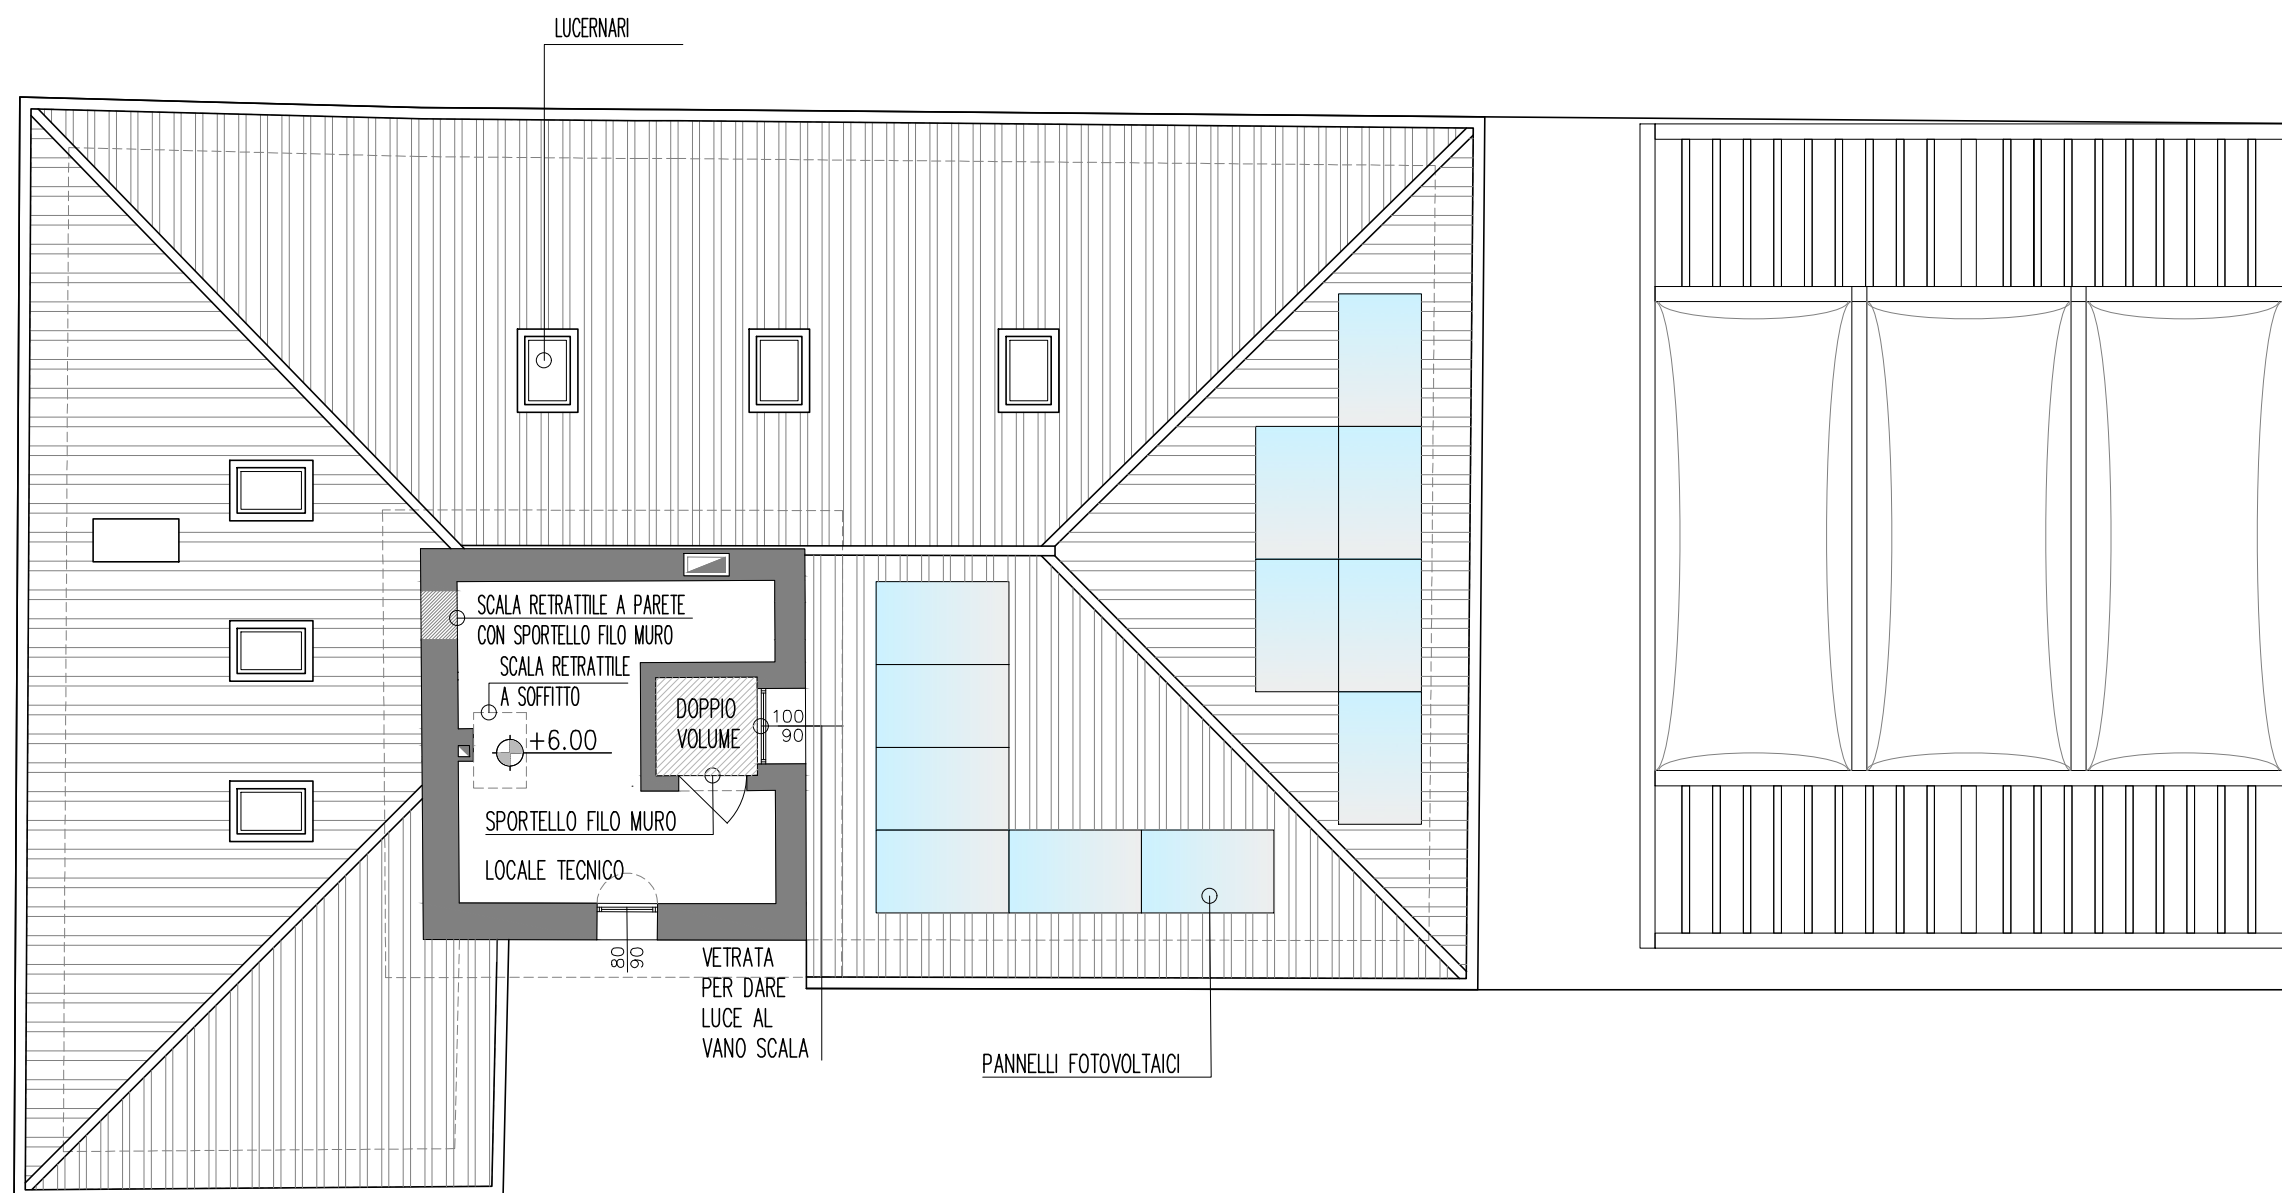 LUCERNARI
SCALA RETRATTILE A PARETE
CON SPORTELLO FILO MURO
SCALA RETRATTILE
A SOFFITTO
+6.00
DOPPIO
VOLUME
100
90
SPORTELLO FILO MURO
LOCALE TECNICO
80
90
VETRATA
PER DARE
LUCE AL
VANO SCALA
PANNELLI FOTOVOLTAICI